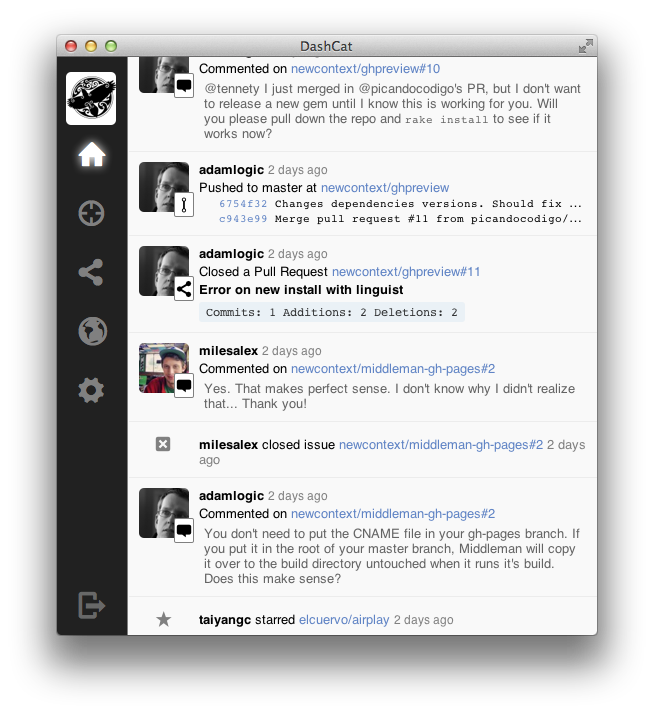 DashCat
Commented on newcontext/ghpreview#10
@tennety I just merged in @picandocodigo's PR, but I don't want
to release a new gem until I know this is working for you. Will
you please pull down the repo and rake install to see if it
works now?
adamlogic 2 days ago
Pushed to master at newcontext/ghpreview
6754f32 Changes dependencies versions. Should fix ...
c943e99 Merge pull request #11 from picandocodigo/...
adamlogic 2 days ago
Closed a Pull Request newcontext/ghpreview#11
Error on new install with linguist
Commits: 1 Additions: 2 Deletions: 2
milesalex 2 days ago
Commented on newcontext/middleman-gh-pages#2
Yes. That makes perfect sense. I don't know why I didn't realize
that... Thank you!
milesalex closed issue newcontext/middleman-gh-pages#2 2 days
ago
adamlogic 2 days ago
Commented on newcontext/middleman-gh-pages#2
You don't need to put the CNAME file in your gh-pages branch. If
you put it in the root of your master branch, Middleman will copy
it over to the build directory untouched when it runs it's build.
Does this make sense?
taiyangc starred elcuervo/airplay 2 days ago